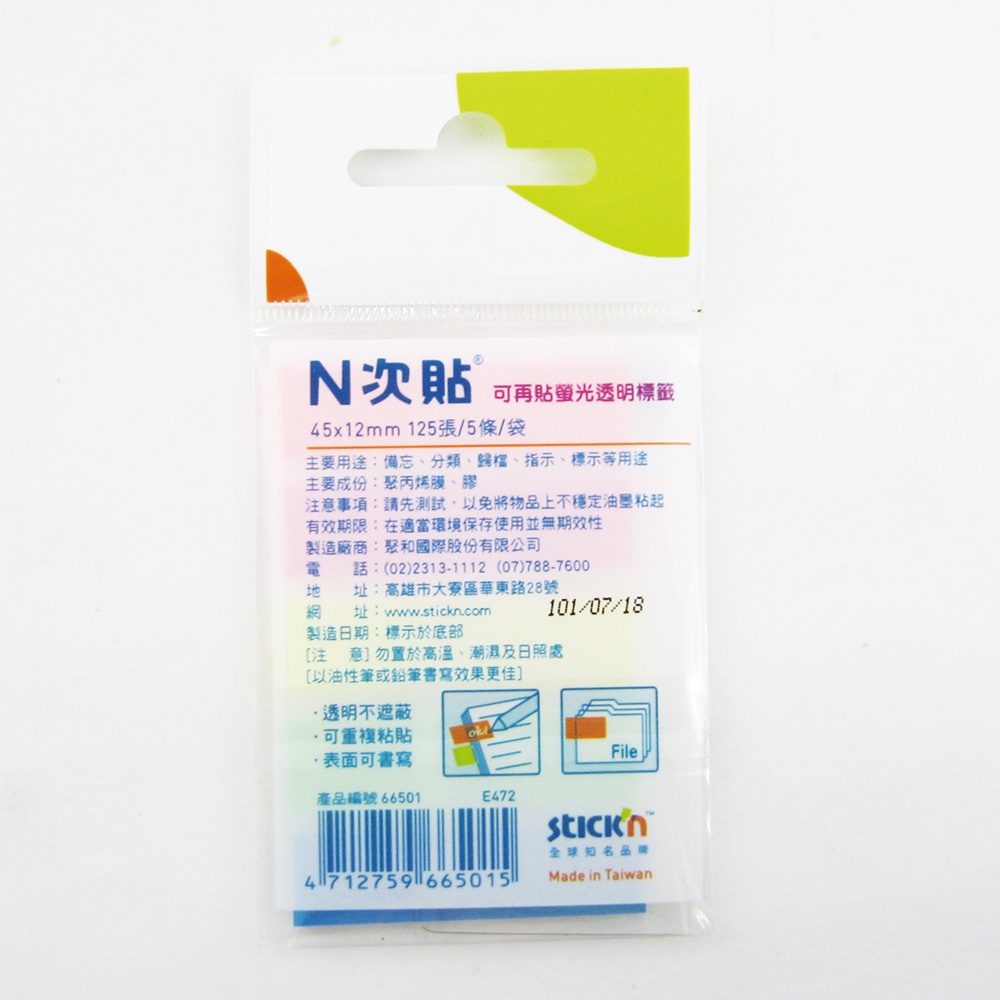 N次貼® 可再貼螢光透明標籤
45x12mm 125張/5條/袋
主要用途：備忘、分類、歸檔、指示、標示等用途
主要成份：聚丙烯膜、膠
注意事項：請先測試，以免將物品上不穩定油墨粘起
有效期限：在適當環境保存使用並無期效性
製造廠商：聚和國際股份有限公司
電　　話：(02)2313-1112 (07)788-7600
地　　址：高雄市大寮區華東路28號
網　　址：www.stickn.com
101/07/18
製造日期：標示於底部
[注　意] 勿置於高溫、潮濕及日照處
[以油性筆或鉛筆書寫效果更佳]
·透明不遮蔽
·可重複粘貼
·表面可書寫
ok!
File
產品編號 66501 E472
4 712759 665015
STICK'N™
全球知名品牌
Made in Taiwan